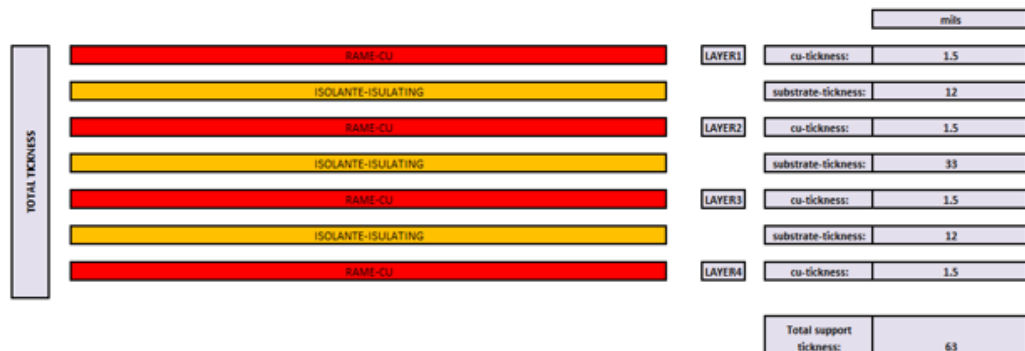 mils
TOTAL TICKNESS
RAME-CU LAYER1 cu-tickness: 1.5
ISOLANTE-ISULATING substrate-tickness: 12
RAME-CU LAYER2 cu-tickness: 1.5
ISOLANTE-ISULATING substrate-tickness: 33
RAME-CU LAYER3 cu-tickness: 1.5
ISOLANTE-ISULATING substrate-tickness: 12
RAME-CU LAYER4 cu-tickness: 1.5
Total support
tickness: 63